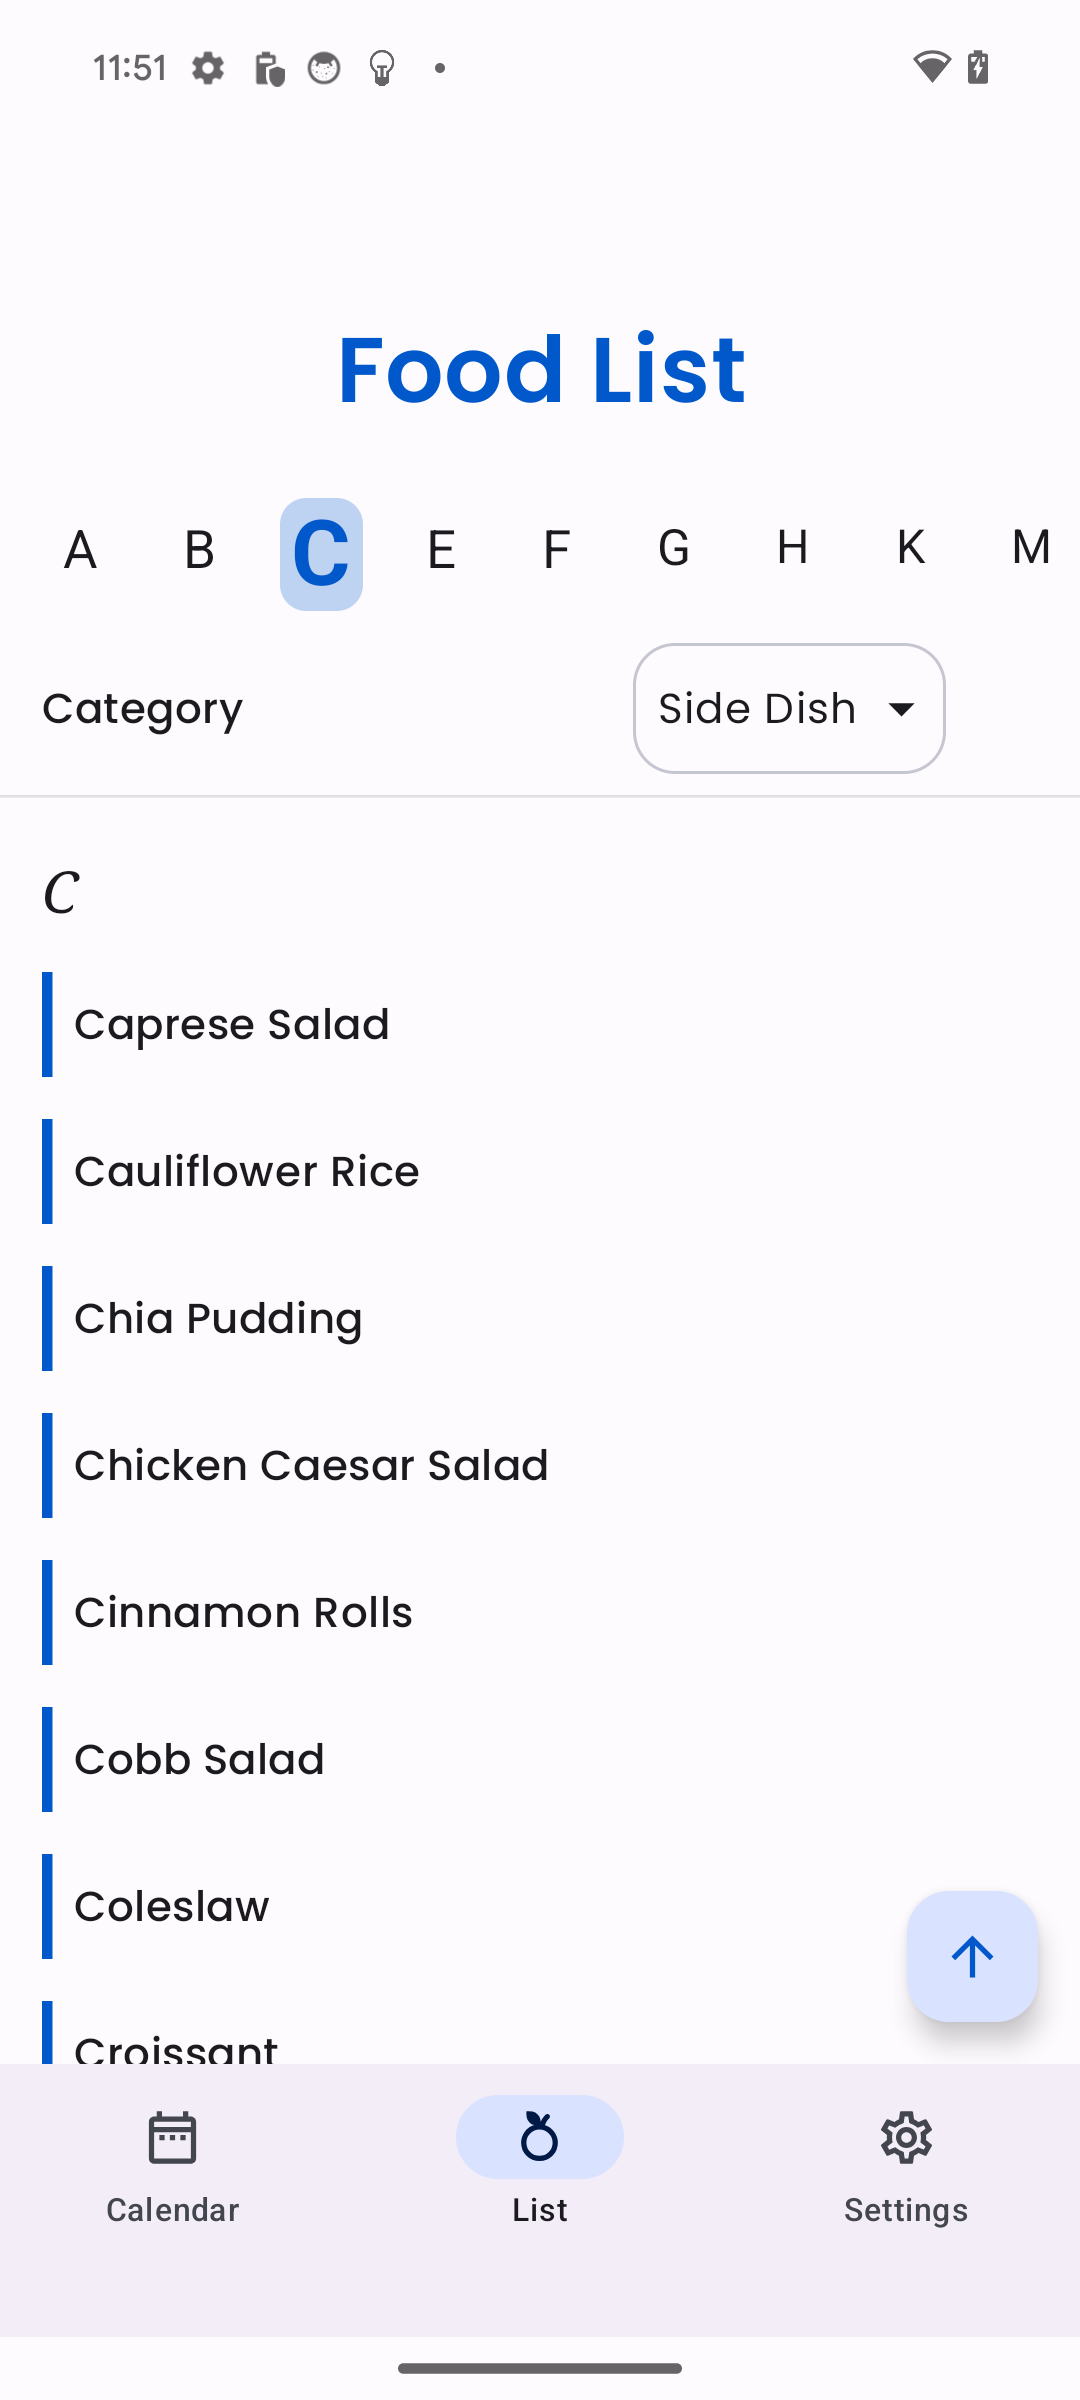 11:51
Food List
A B C E F G H K M
Category
Side Dish
C
Caprese Salad
Cauliflower Rice
Chia Pudding
Chicken Caesar Salad
Cinnamon Rolls
Cobb Salad
Coleslaw
Croissant
Calendar
List
Settings